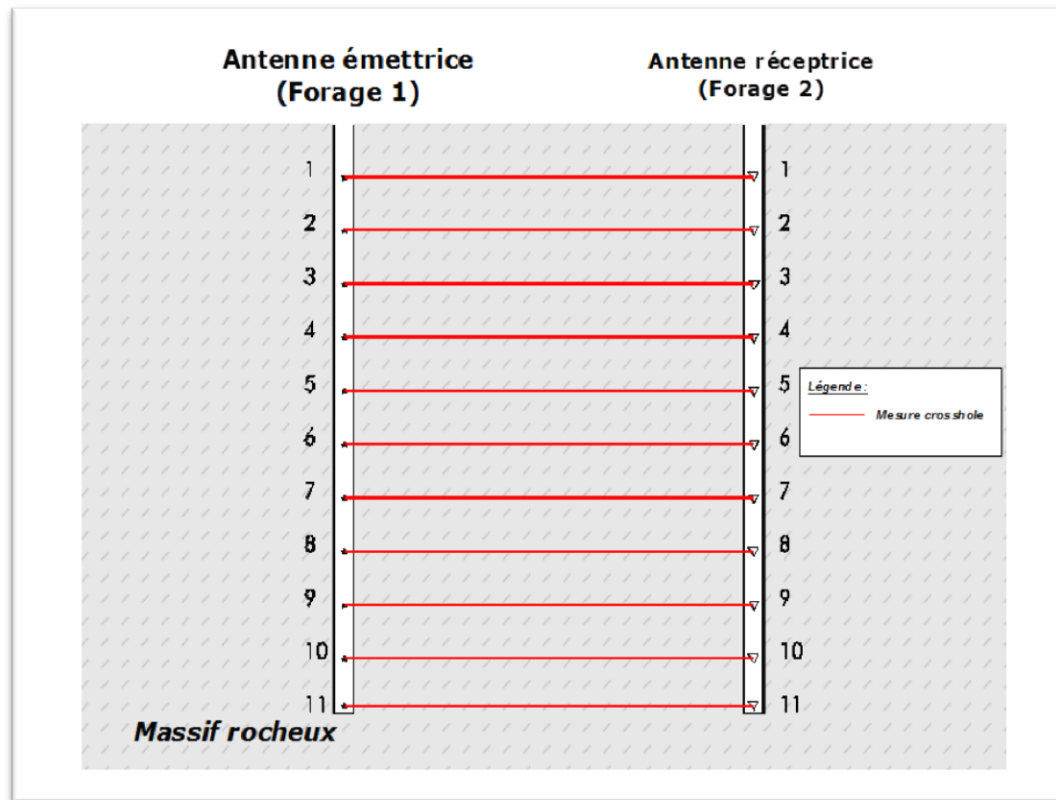 Antenne émettrice
(Forage 1)
Antenne réceptrice
(Forage 2)
1 1
2 2
3 3
4 4
5 5
6 6
7 7
8 8
9 9
10 10
11 11
Légende:
Mesure crosshole
Massif rocheux